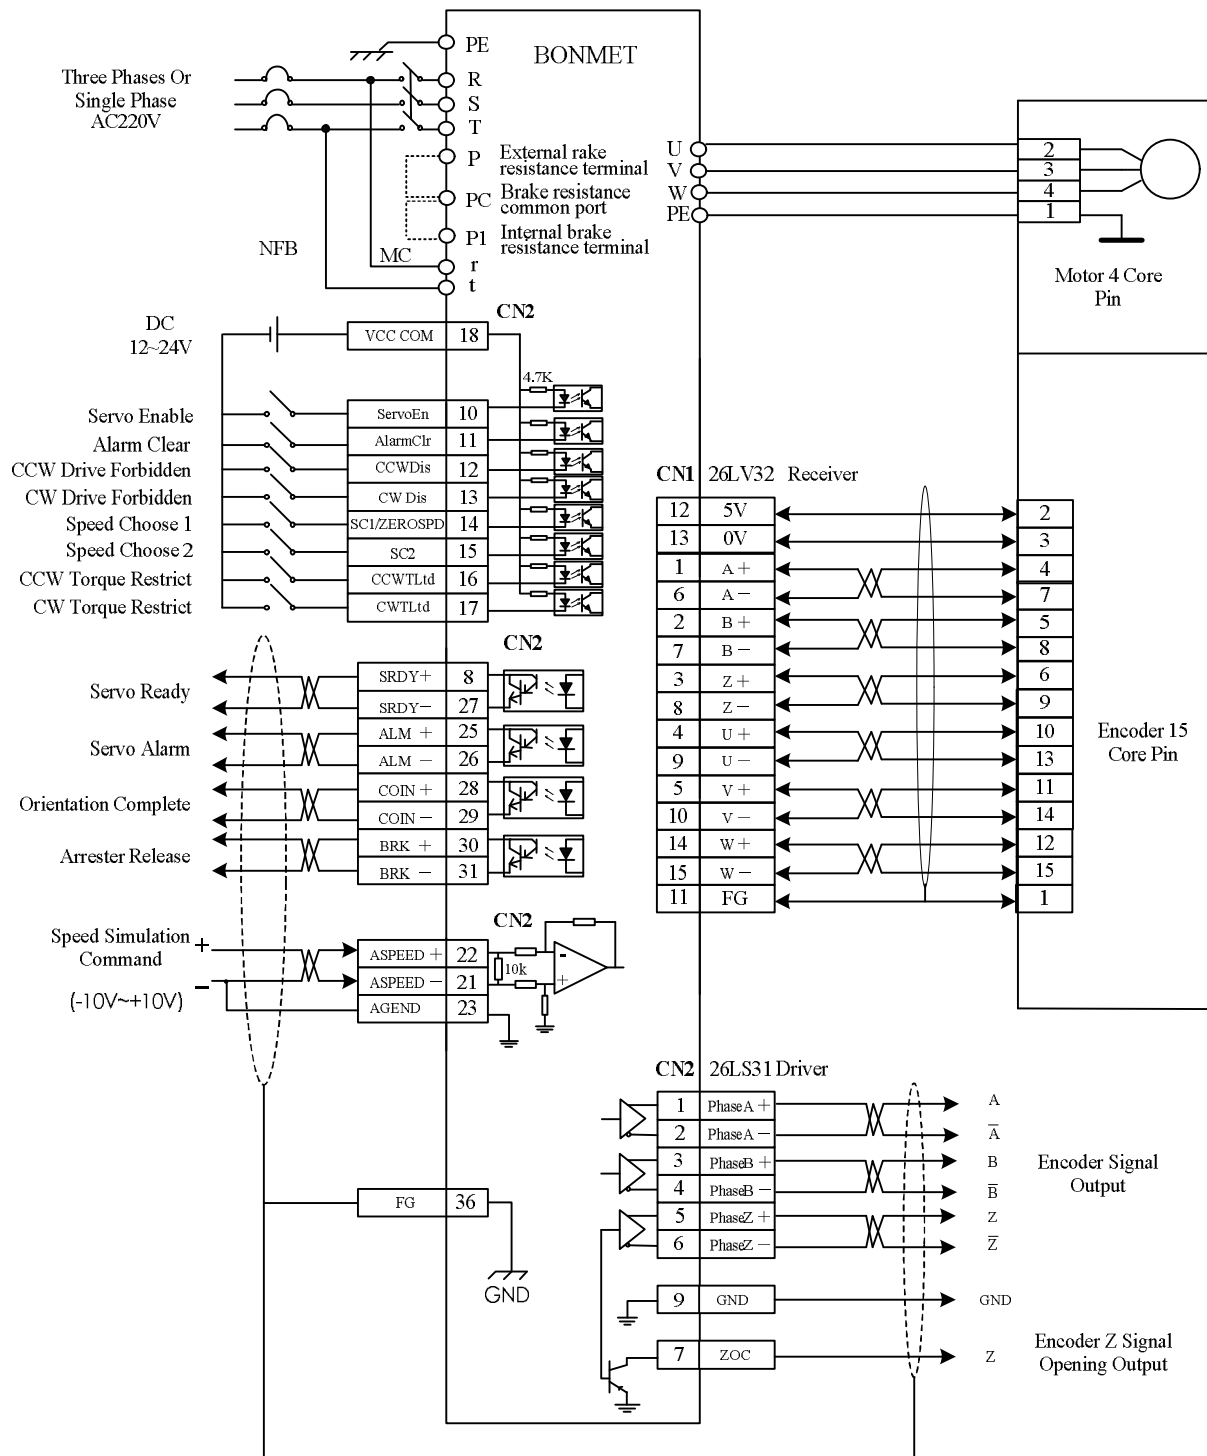 BONMET
PE
R
S
T
P
PC
P1
r
t
Three Phases Or
Single Phase
AC220V
External rake
resistance terminal
Brake resistance
common port
Internal brake
resistance terminal
NFB
MC
U
V
W
PE
2
3
4
1
Motor 4 Core
Pin
CN2
DC
12~24V
VCC COM 18
4.7K
Servo Enable ServoEn 10
Alarm Clear AlarmClr 11
CCW Drive Forbidden CCWDis 12
CW Drive Forbidden CW Dis 13
Speed Choose 1 SC1/ZEROSPD 14
Speed Choose 2 SC2 15
CCW Torque Restrict CCWTLtd 16
CW Torque Restrict CWTLtd 17
CN1 26LV32 Receiver
12 5V 2
13 0V 3
1 A+ 4
6 A− 7
2 B+ 5
7 B− 8
3 Z+ 6
8 Z− 9
4 U+ 10
9 U− 13
5 V+ 11
10 V− 14
14 W+ 12
15 W− 15
11 FG 1
Encoder 15
Core Pin
CN2
Servo Ready
SRDY+ 8
SRDY− 27
Servo Alarm
ALM + 25
ALM − 26
Orientation Complete
COIN + 28
COIN − 29
Arrester Release
BRK + 30
BRK − 31
CN2
Speed Simulation
Command
+
−
(-10V~+10V)
ASPEED + 22
ASPEED − 21
AGEND 23
10k
-
+
CN2 26LS31 Driver
1 PhaseA+ A
2 PhaseA− A̅
3 PhaseB+ B
4 PhaseB− B̅
5 PhaseZ+ Z
6 PhaseZ− Z̅
Encoder Signal
Output
FG 36
GND
9 GND GND
7 ZOC Z
Encoder Z Signal
Opening Output